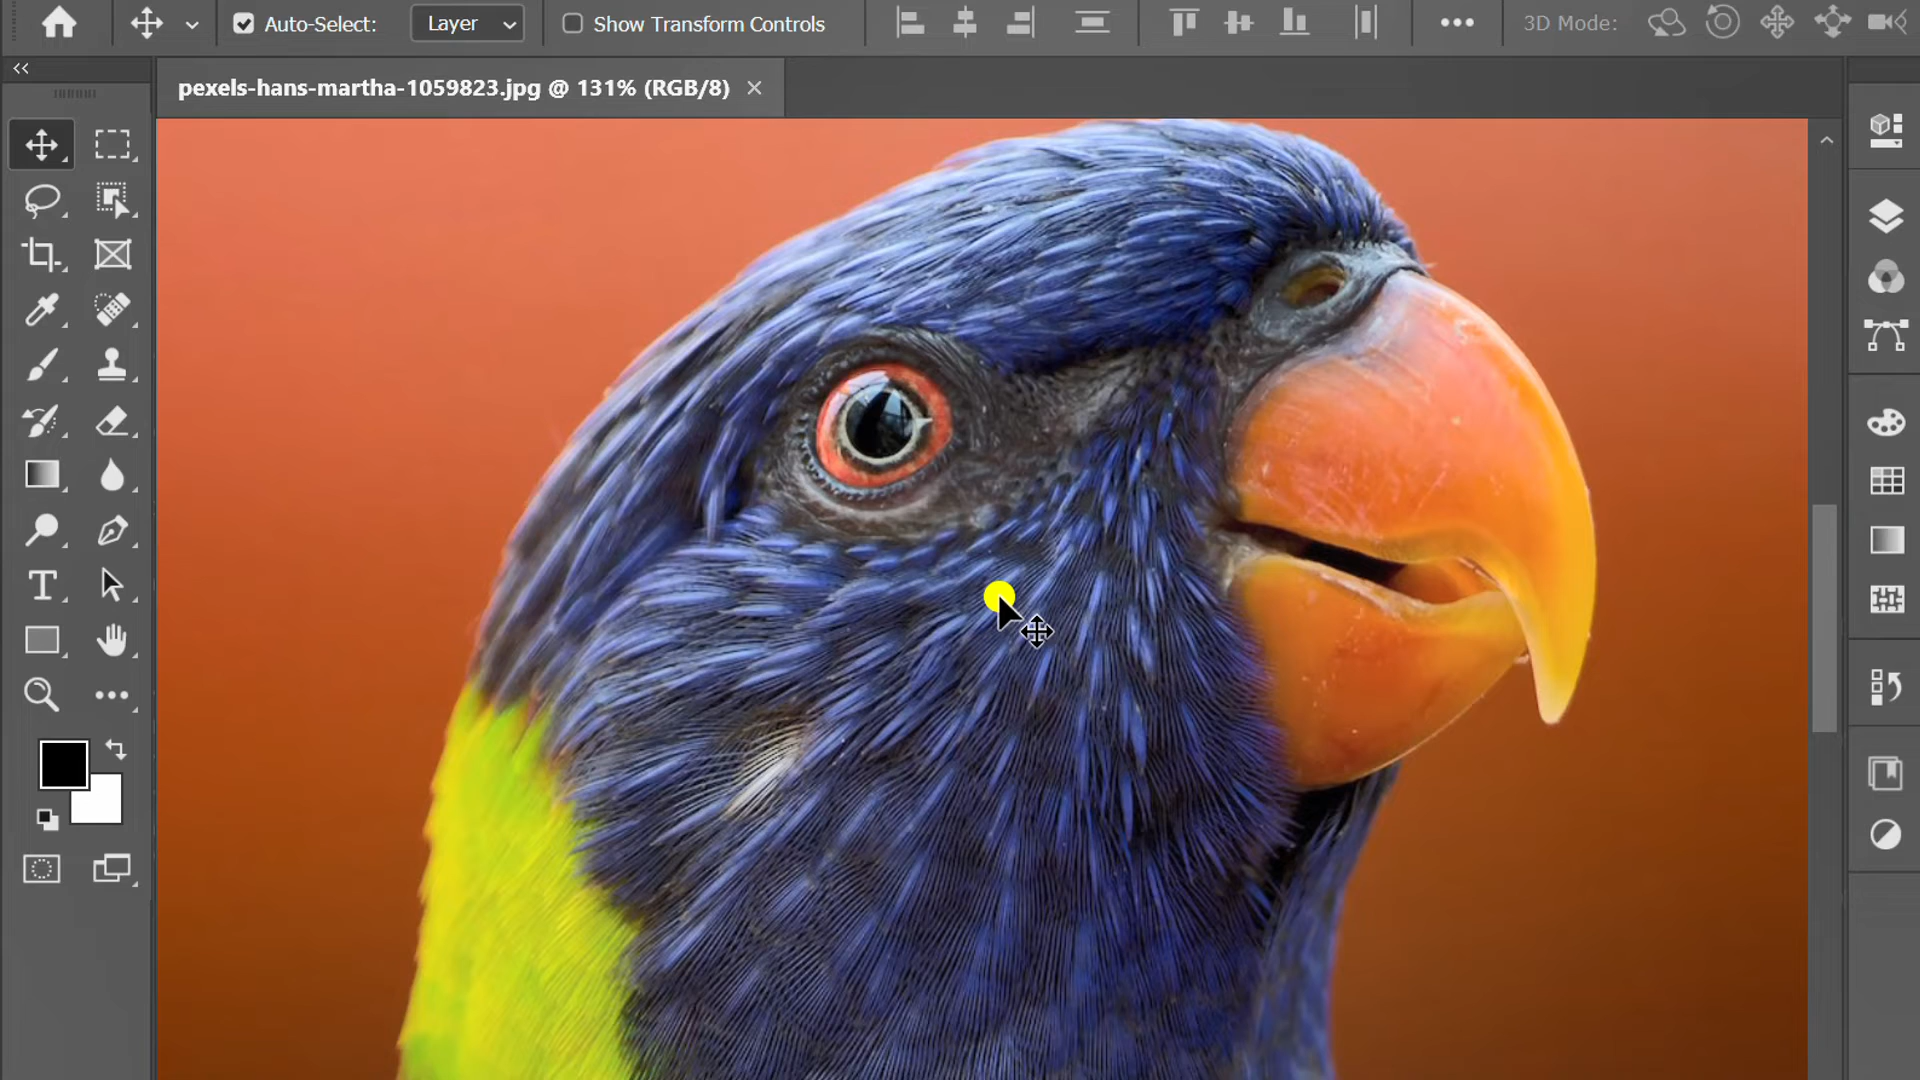 Auto-Select:
Layer
Show Transform Controls
3D Mode:
pexels-hans-martha-1059823.jpg @ 131% (RGB/8)